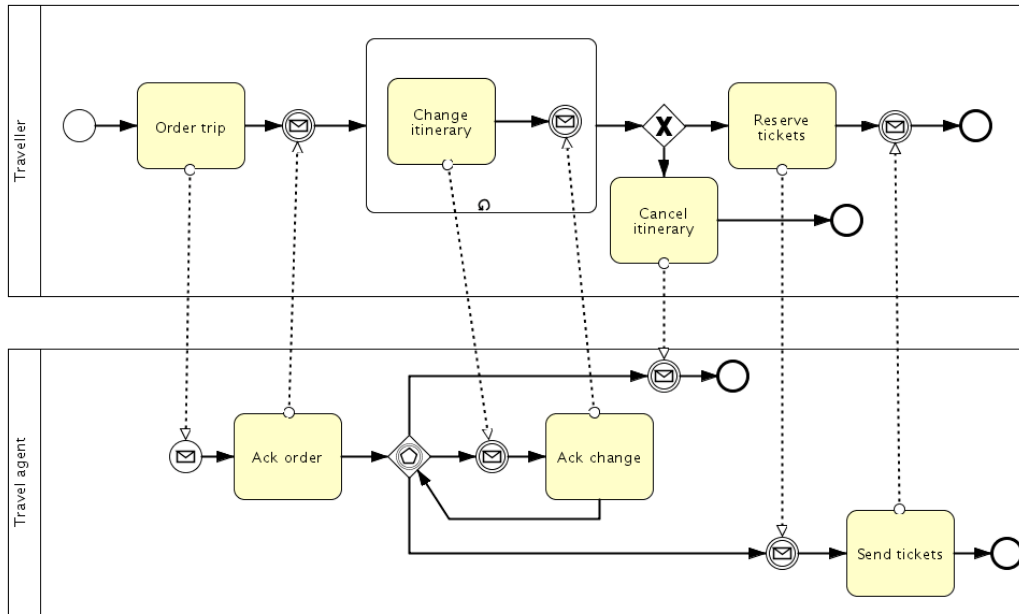 Traveller
Order trip
Change
itinerary
Reserve
tickets
Cancel
itinerary
Travel agent
Ack order
Ack change
Send tickets